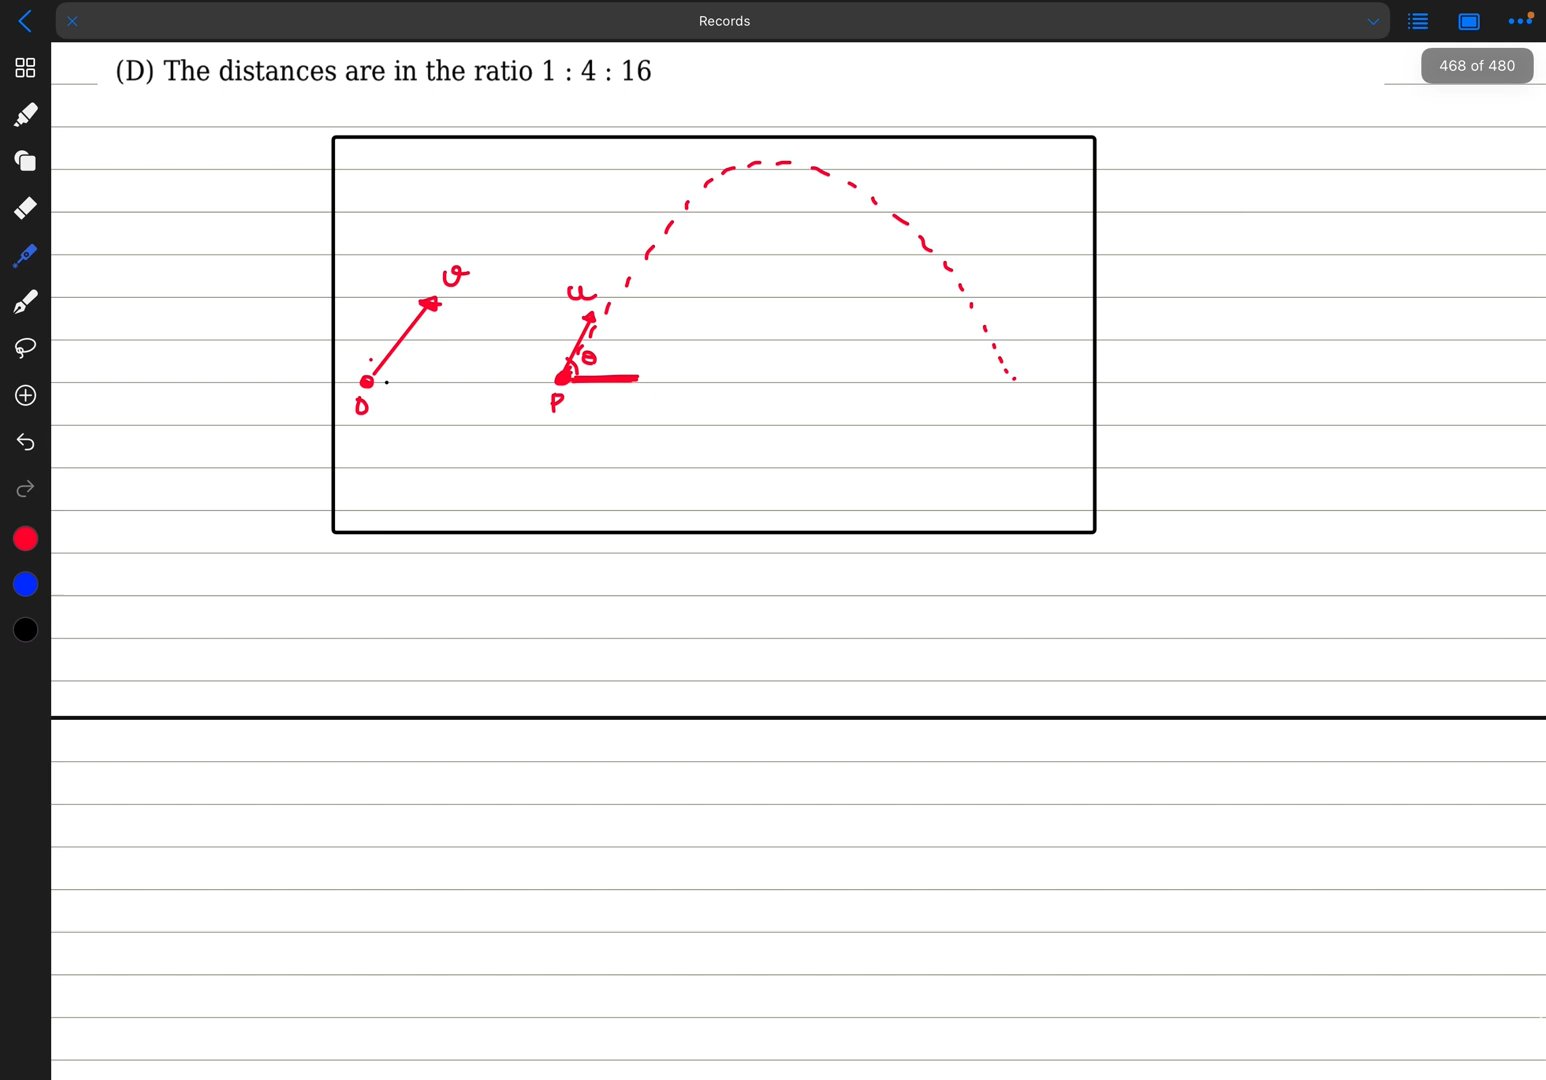 Records
468 of 480
(D) The distances are in the ratio 1 : 4 : 16
v
u
θ
O
P